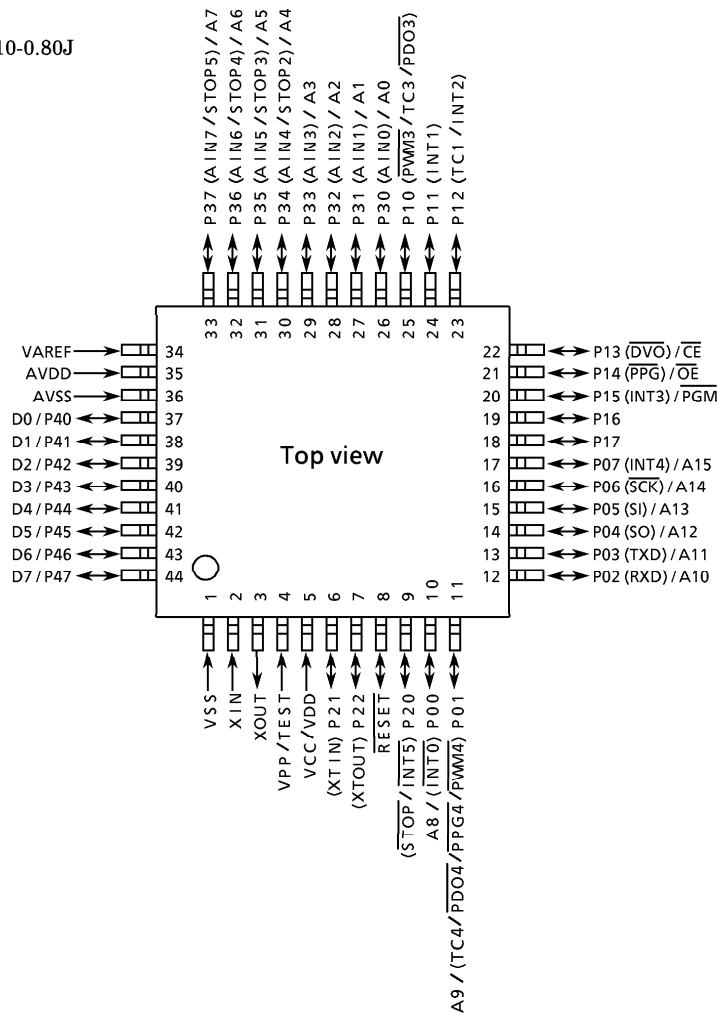 10-0.80J
P37 (AIN7/STOP5)/A7
P36 (AIN6/STOP4)/A6
P35 (AIN5/STOP3)/A5
P34 (AIN4/STOP2)/A4
P33 (AIN3)/A3
P32 (AIN2)/A2
P31 (AIN1)/A1
P30 (AIN0)/A0
P10 (PWM3/TC3/PDO3)
P11 (INT1)
P12 (TC1/INT2)
33 32 31 30 29 28 27 26 25 24 23
VAREF 34
AVDD 35
AVSS 36
D0/P40 37
D1/P41 38
D2/P42 39
D3/P43 40
D4/P44 41
D5/P45 42
D6/P46 43
D7/P47 44
Top view
22 P13 (DVO)/CE
21 P14 (PPG)/OE
20 P15 (INT3)/PGM
19 P16
18 P17
17 P07 (INT4)/A15
16 P06 (SCK)/A14
15 P05 (SI)/A13
14 P04 (SO)/A12
13 P03 (TXD)/A11
12 P02 (RXD)/A10
1 2 3 4 5 6 7 8 9 10 11
VSS
XIN
XOUT
VPP/TEST
VCC/VDD
(XTIN) P21
(XTOUT) P22
RESET
(STOP/INT5) P20
A8/(INT0) P00
A9/(TC4/PDO4/PPG4/PWM4) P01